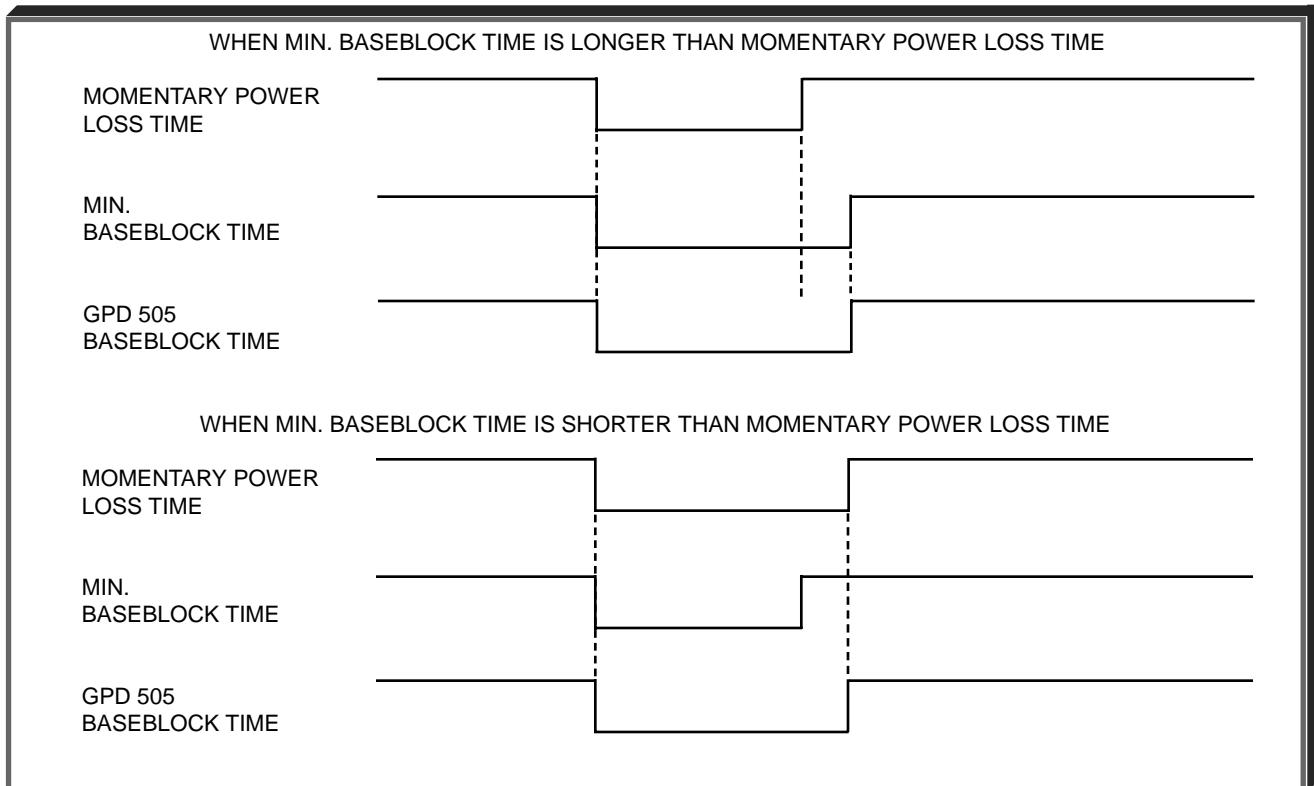 WHEN MIN. BASEBLOCK TIME IS LONGER THAN MOMENTARY POWER LOSS TIME
MOMENTARY POWER
LOSS TIME
MIN.
BASEBLOCK TIME
GPD 505
BASEBLOCK TIME
WHEN MIN. BASEBLOCK TIME IS SHORTER THAN MOMENTARY POWER LOSS TIME
MOMENTARY POWER
LOSS TIME
MIN.
BASEBLOCK TIME
GPD 505
BASEBLOCK TIME